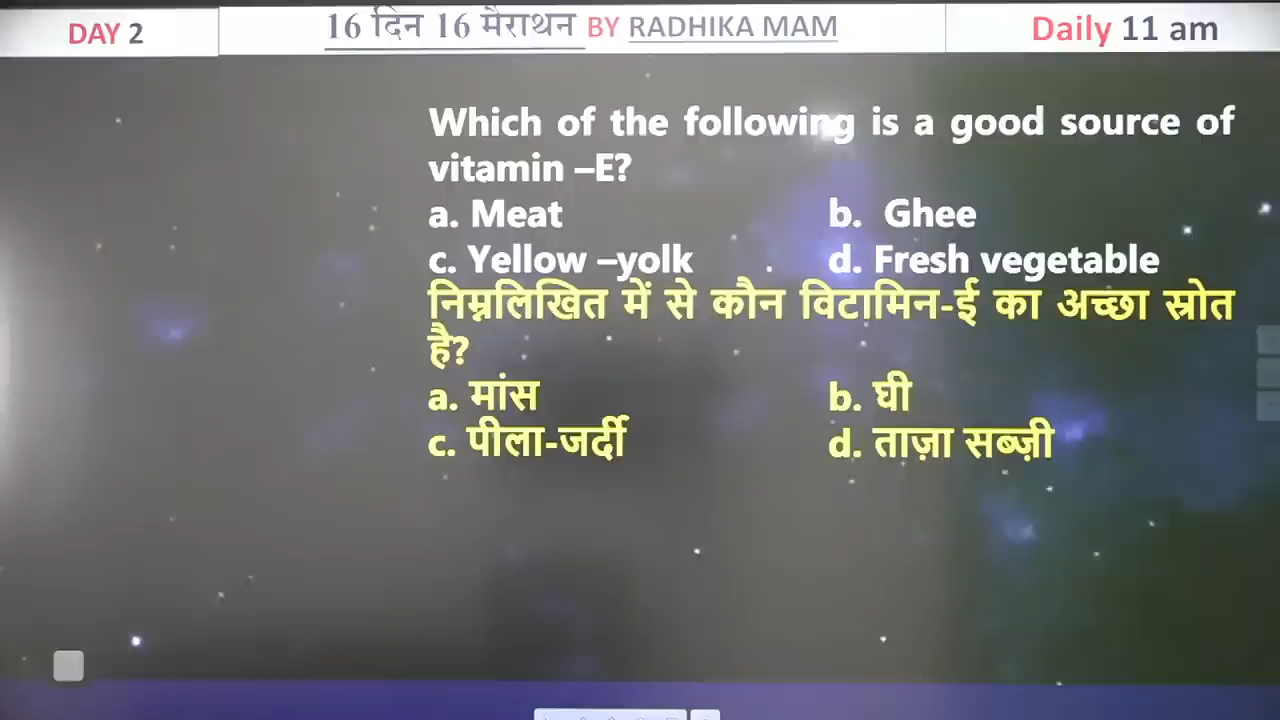 DAY 2
16 दिन 16 मैराथन BY RADHIKA MAM
Daily 11 am
Which of the following is a good source of
vitamin –E?
a. Meat b. Ghee
c. Yellow –yolk d. Fresh vegetable
निम्नलिखित में से कौन विटामिन-ई का अच्छा स्रोत
है?
a. मांस b. घी
c. पीला-जर्दी d. ताज़ा सब्ज़ी